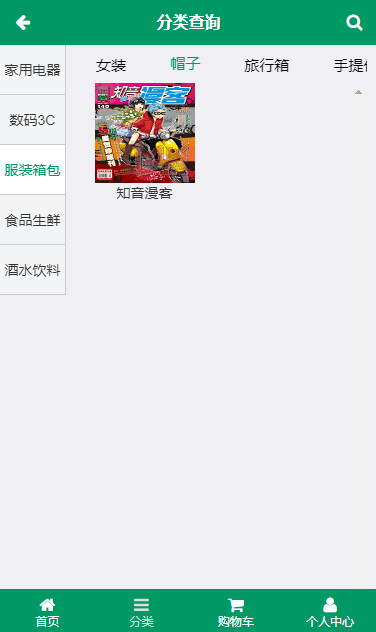 分类查询
家用电器
数码3C
服装箱包
食品生鲜
酒水饮料
女装
帽子
旅行箱
手提
知音漫客
知音漫客
首页
分类
购物车
个人中心